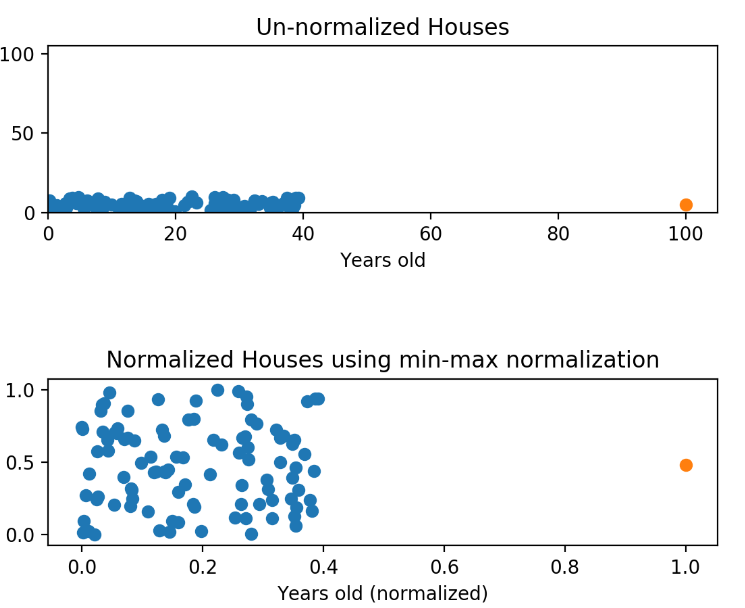 Un-normalized Houses
100
50
0
0 20 40 60 80 100
Years old
Normalized Houses using min-max normalization
1.0
0.5
0.0
0.0 0.2 0.4 0.6 0.8 1.0
Years old (normalized)